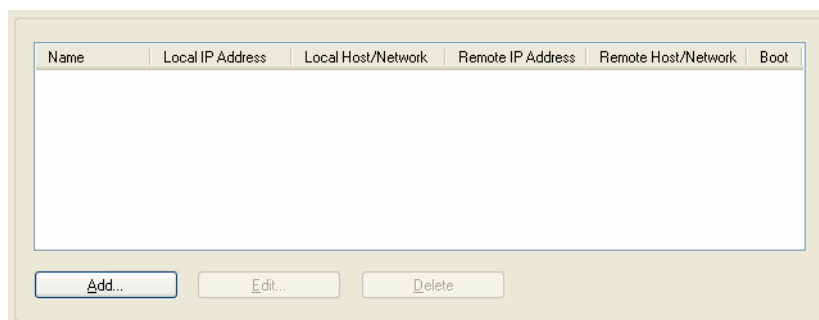 Name Local IP Address Local Host/Network Remote IP Address Remote Host/Network Boot
Add... Edit... Delete